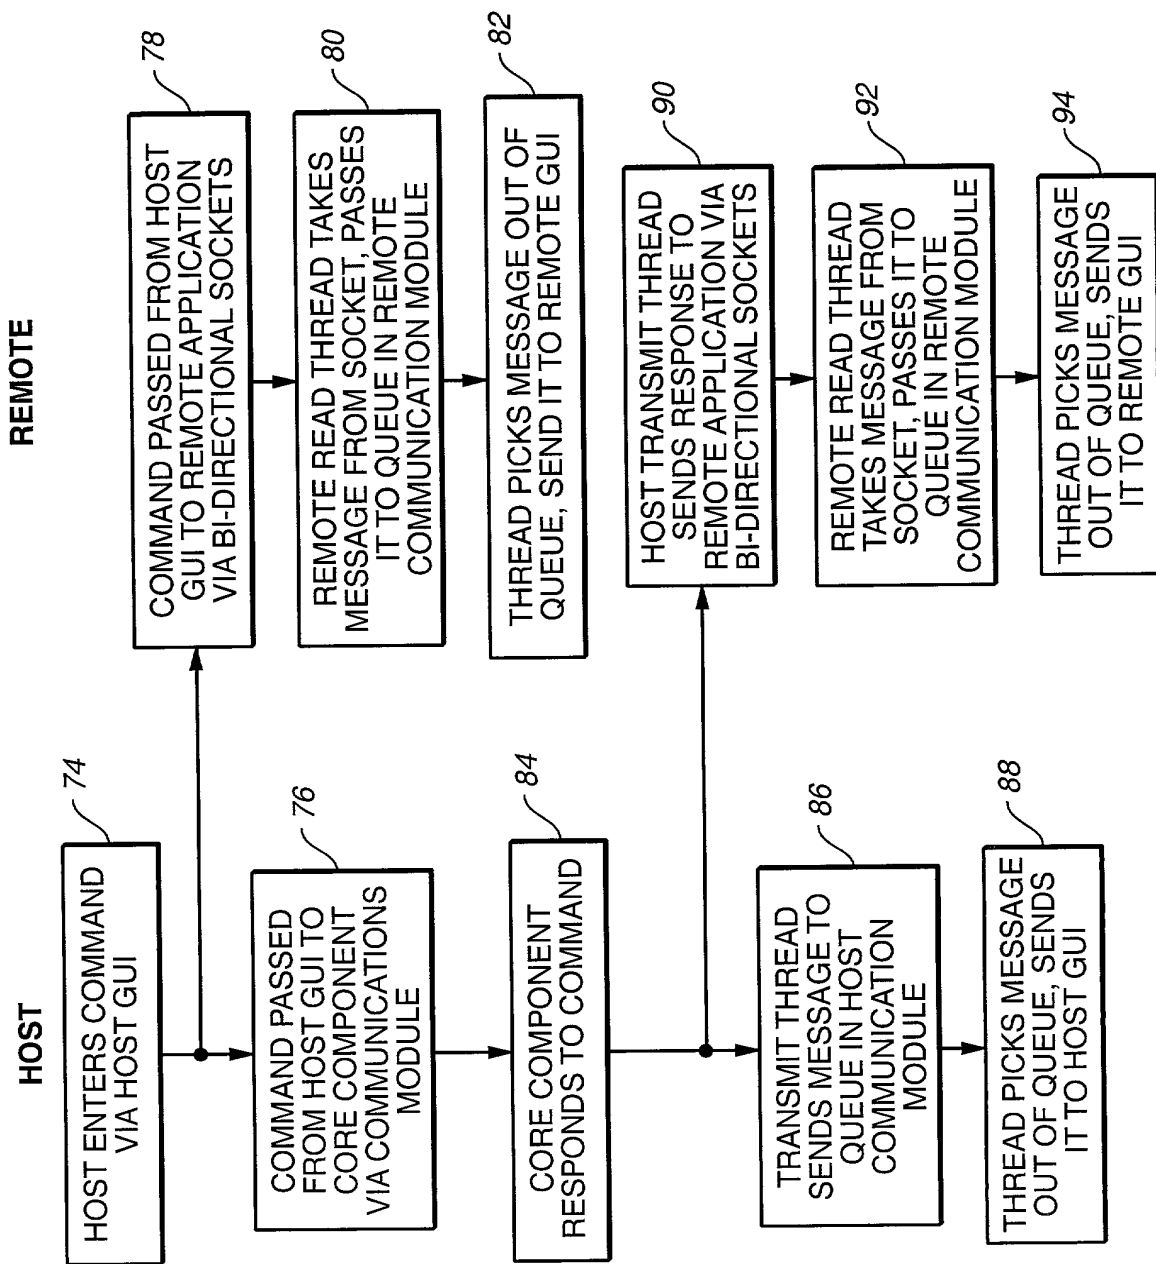 HOST
74
HOST ENTERS COMMAND
VIA HOST GUI
76
COMMAND PASSED
FROM HOST GUI TO
CORE COMPONENT
VIA COMMUNICATIONS
MODULE
84
CORE COMPONENT
RESPONDS TO COMMAND
86
TRANSMIT THREAD
SENDS MESSAGE TO
QUEUE IN HOST
COMMUNICATION
MODULE
88
THREAD PICKS MESSAGE
OUT OF QUEUE, SENDS
IT TO HOST GUI
REMOTE
78
COMMAND PASSED FROM HOST
GUI TO REMOTE APPLICATION
VIA BI-DIRECTIONAL SOCKETS
80
REMOTE READ THREAD TAKES
MESSAGE FROM SOCKET, PASSES
IT TO QUEUE IN REMOTE
COMMUNICATION MODULE
82
THREAD PICKS MESSAGE OUT OF
QUEUE, SEND IT TO REMOTE GUI
90
HOST TRANSMIT THREAD
SENDS RESPONSE TO
REMOTE APPLICATION VIA
BI-DIRECTIONAL SOCKETS
92
REMOTE READ THREAD
TAKES MESSAGE FROM
SOCKET, PASSES IT TO
QUEUE IN REMOTE
COMMUNICATION MODULE
94
THREAD PICKS MESSAGE
OUT OF QUEUE, SENDS
IT TO REMOTE GUI